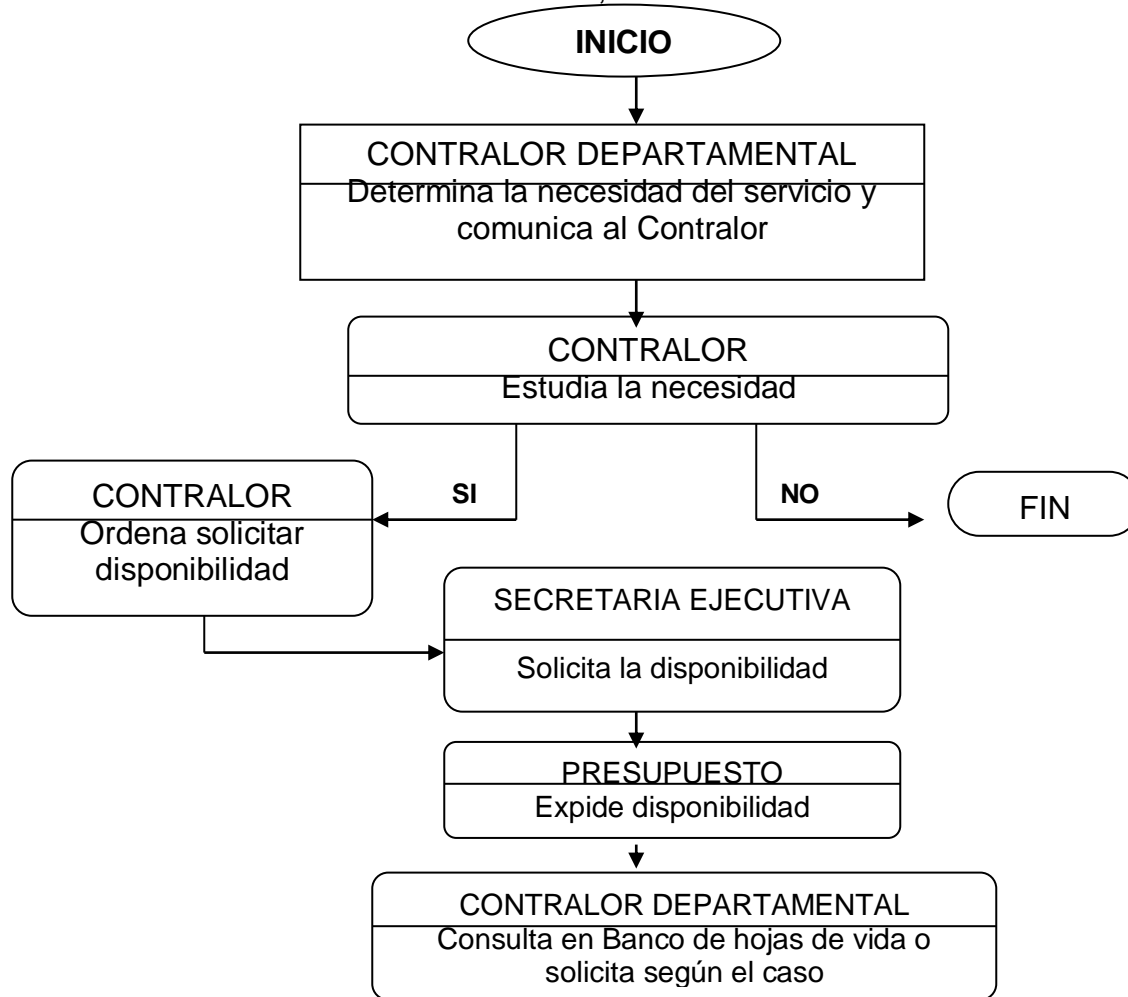 INICIO
CONTRALOR DEPARTAMENTAL
Determina la necesidad del servicio y
comunica al Contralor
CONTRALOR
Estudia la necesidad
SI
NO
CONTRALOR
Ordena solicitar
disponibilidad
FIN
SECRETARIA EJECUTIVA
Solicita la disponibilidad
PRESUPUESTO
Expide disponibilidad
CONTRALOR DEPARTAMENTAL
Consulta en Banco de hojas de vida o
solicita según el caso